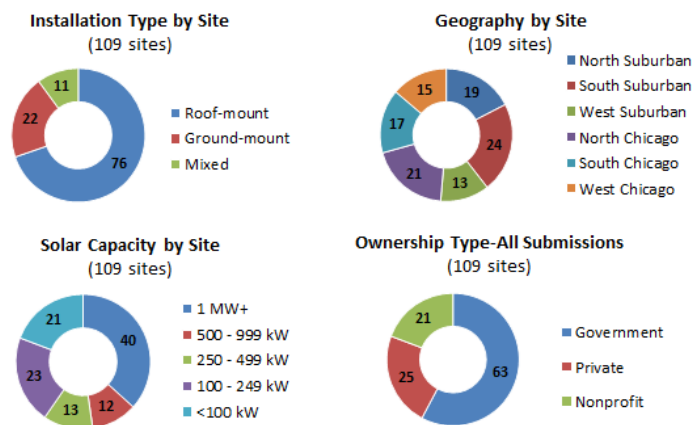 Installation Type by Site
(109 sites)
11
22
76
Roof-mount
Ground-mount
Mixed
Geography by Site
(109 sites)
15
19
17
24
21
13
North Suburban
South Suburban
West Suburban
North Chicago
South Chicago
West Chicago
Solar Capacity by Site
(109 sites)
21
40
23
13
12
1 MW+
500 - 999 kW
250 - 499 kW
100 - 249 kW
<100 kW
Ownership Type-All Submissions
(109 sites)
21
63
25
Government
Private
Nonprofit